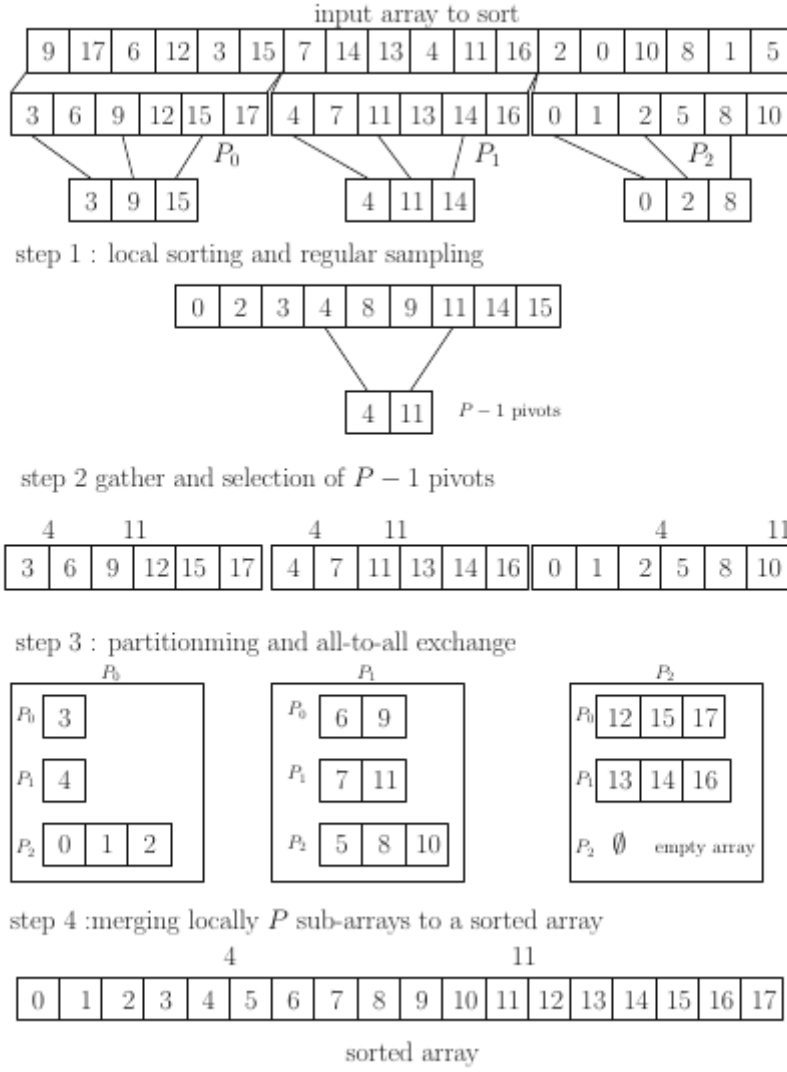 input array to sort
9 17 6 12 3 15 7 14 13 4 11 16 2 0 10 8 1 5
3 6 9 12 15 17 4 7 11 13 14 16 0 1 2 5 8 10
P₀ P₁ P₂
3 9 15 4 11 14 0 2 8
step 1 : local sorting and regular sampling
0 2 3 4 8 9 11 14 15
4 11 P − 1 pivots
step 2 gather and selection of P − 1 pivots
4 11 4 11 4 11
3 6 9 12 15 17 4 7 11 13 14 16 0 1 2 5 8 10
step 3 : partitionming and all-to-all exchange
P₀ P₁ P₂
P₀ 3 P₀ 6 9 P₀ 12 15 17
P₁ 4 P₁ 7 11 P₁ 13 14 16
P₂ 0 1 2 P₂ 5 8 10 P₂ ∅ empty array
step 4 :merging locally P sub-arrays to a sorted array
4 11
0 1 2 3 4 5 6 7 8 9 10 11 12 13 14 15 16 17
sorted array